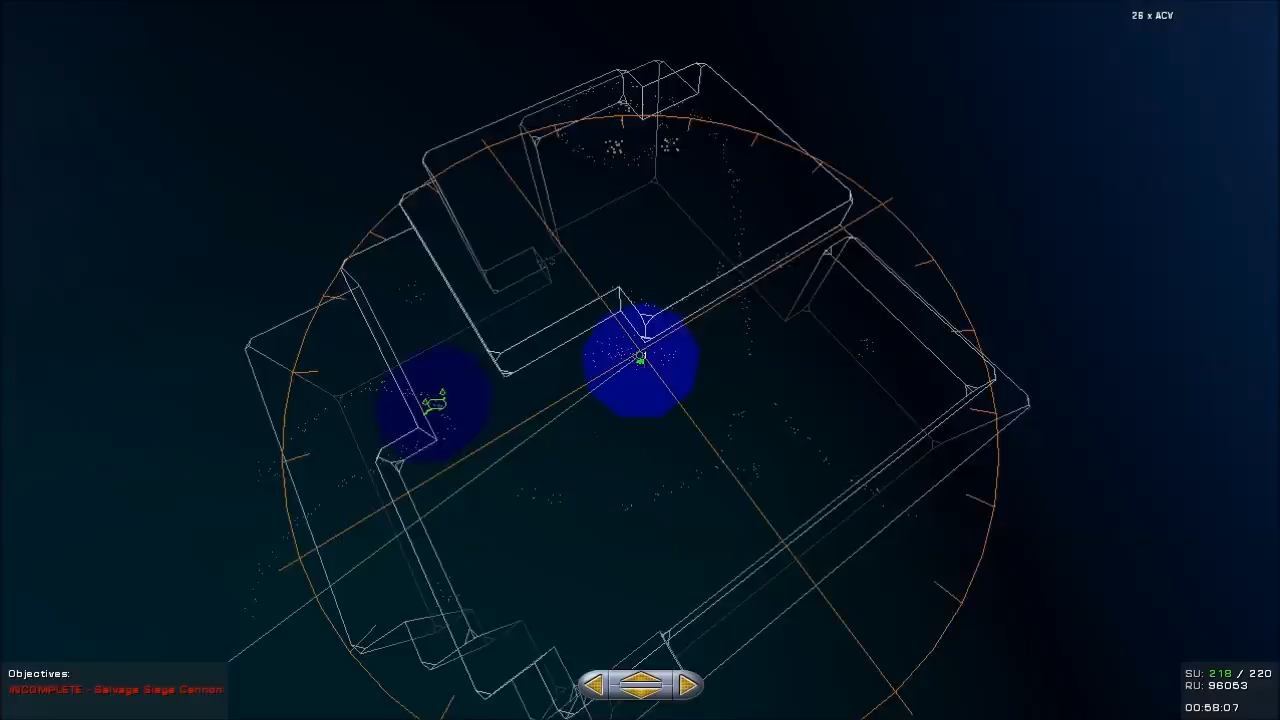 26 x ACV
Objectives:
INCOMPLETE - Salvage Siege Cannon
SU: 218 / 220
RU: 96053
00:58:07